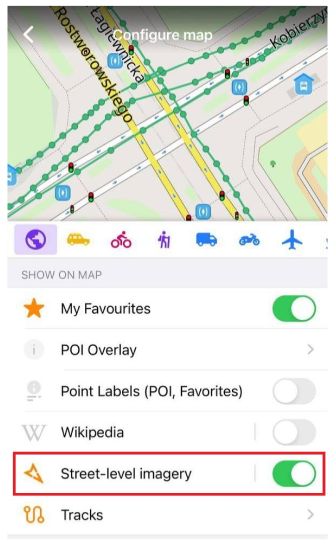 Configure map
Rostworowskiego
Łagiewnicka
Kobierzy
SHOW ON MAP
My Favourites
POI Overlay
Point Labels (POI, Favorites)
Wikipedia
Street-level imagery
Tracks